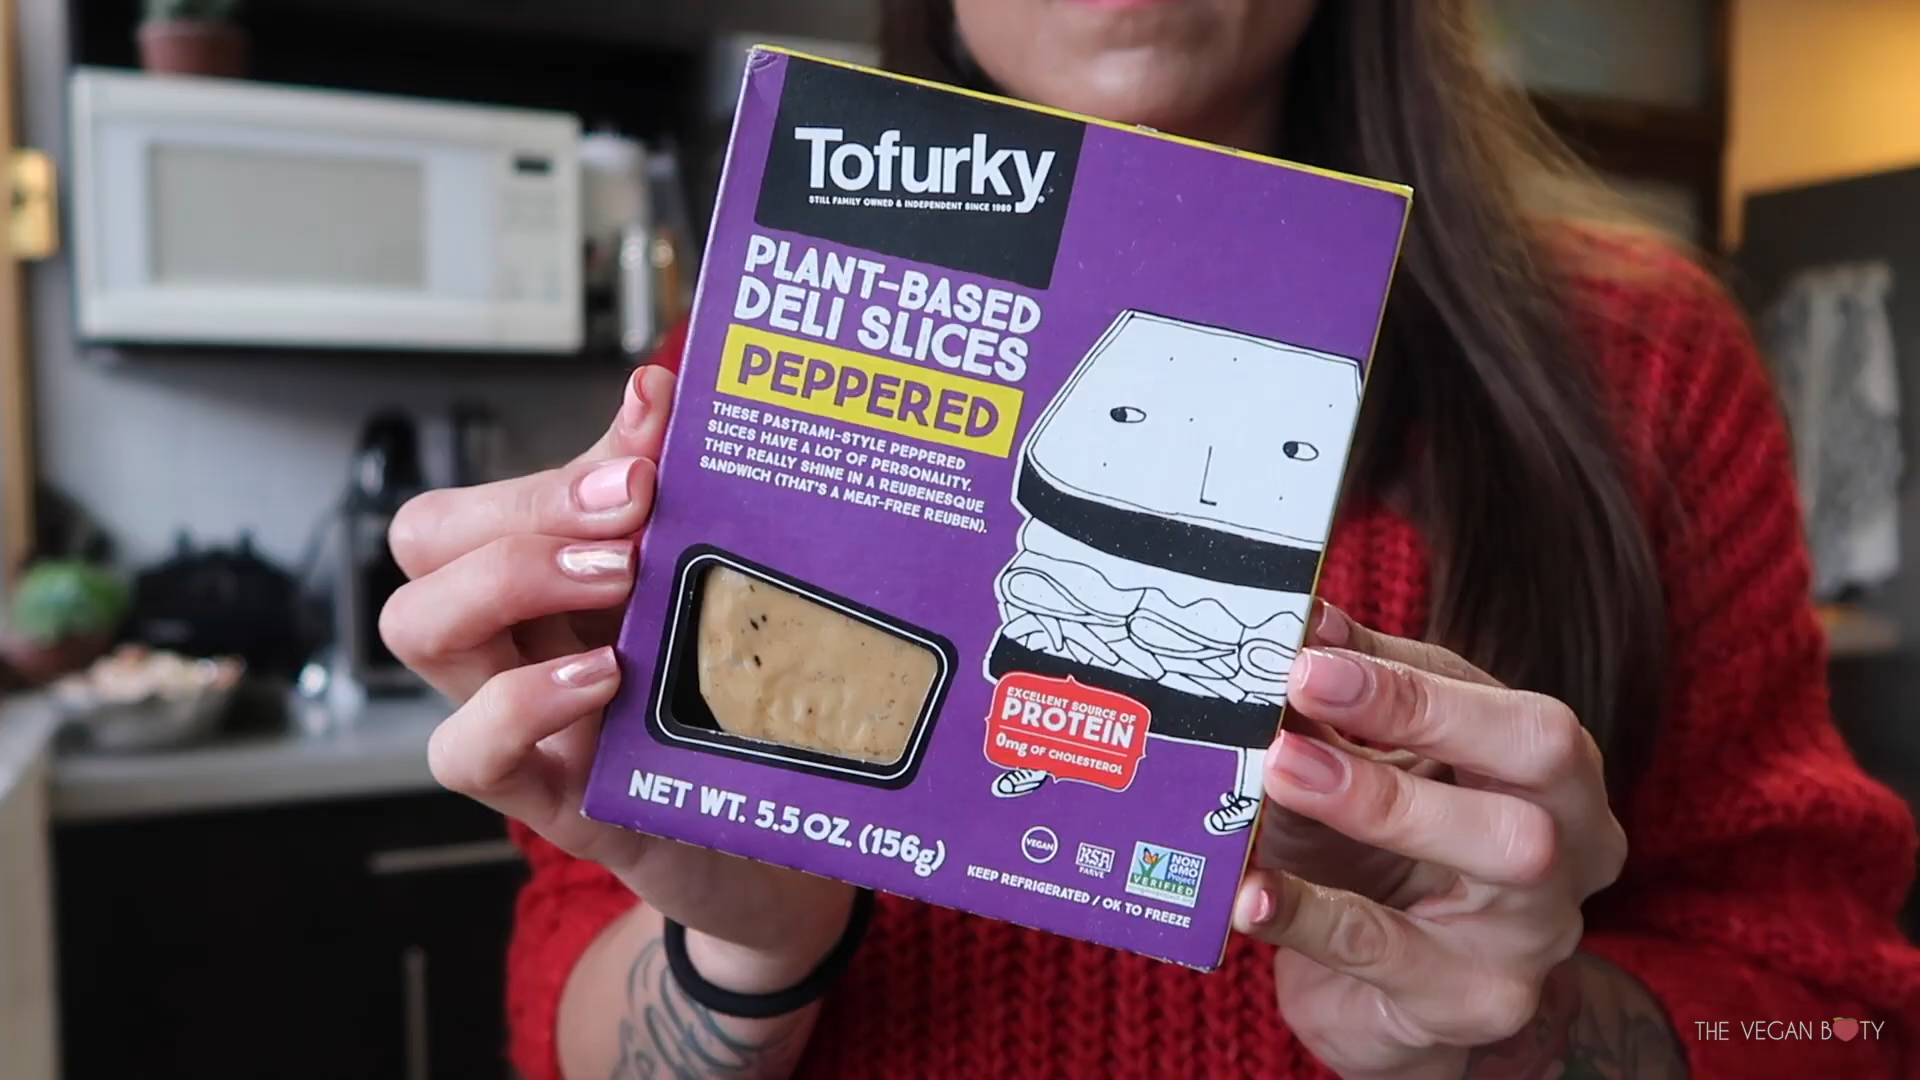 Tofurky
STILL FAMILY OWNED & INDEPENDENT SINCE 1980
PLANT-BASED
DELI SLICES
PEPPERED
THESE PASTRAMI-STYLE PEPPERED
SLICES HAVE A LOT OF PERSONALITY.
THEY REALLY SHINE IN A REUBENESQUE
SANDWICH (THAT'S A MEAT-FREE REUBEN).
EXCELLENT SOURCE OF
PROTEIN
0mg OF CHOLESTEROL
NET WT. 5.5 OZ. (156g)
VEGAN
KSA
PARVE
NON
GMO
Project
VERIFIED
KEEP REFRIGERATED / OK TO FREEZE
THE VEGAN B TY